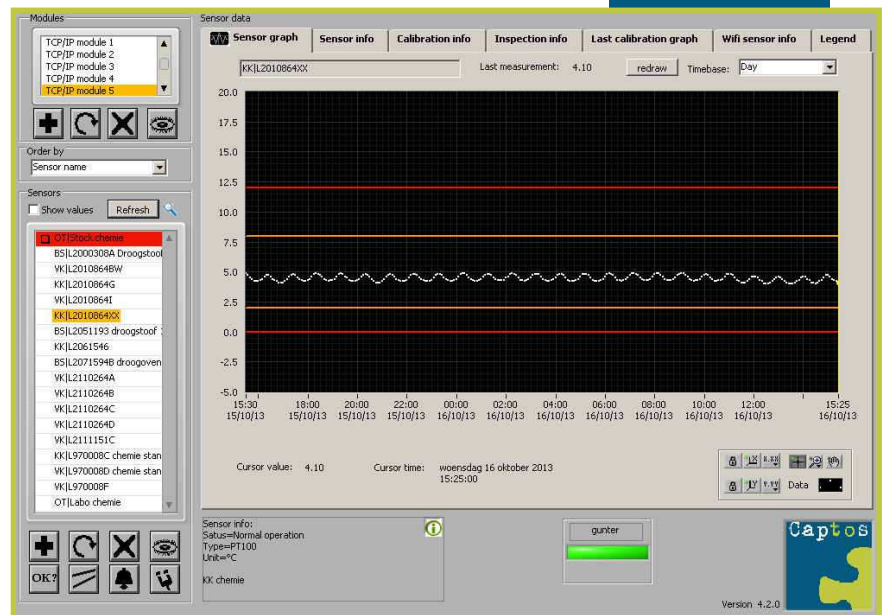 Modules
TCP/IP module 1
TCP/IP module 2
TCP/IP module 3
TCP/IP module 4
TCP/IP module 5
Order by
Sensor name
Sensors
Show values
Refresh
OT|Stock.chemie
BS|L2000308A Droogstoof
VK|L2010864BW
KK|L2010864G
VK|L2010864I
KK|L2010864XX
BS|L2051193 droogstoof
KK|L2061546
BS|L2071594B droogoven
VK|L2110264A
VK|L2110264B
VK|L2110264C
VK|L2110264D
VK|L2111151C
KK|L970008C chemie stan
VK|L970008D chemie stan
VK|L970008F
OT|Labo chemie
OK?
Sensor data
Sensor graph Sensor info Calibration info Inspection info Last calibration graph Wifi sensor info Legend
KK|L2010864XX Last measurement: 4.10 redraw Timebase: Day
20.0
17.5
15.0
12.5
10.0
7.5
5.0
2.5
0.0
-2.5
-5.0
15:30 18:00 20:00 22:00 00:00 02:00 04:00 06:00 08:00 10:00 12:00 15:25
15/10/13 15/10/13 15/10/13 15/10/13 16/10/13 16/10/13 16/10/13 16/10/13 16/10/13 16/10/13 16/10/13 16/10/13
Cursor value: 4.10 Cursor time: woensdag 16 oktober 2013
15:25:00
Data
Sensor info:
Satus=Normal operation
Type=PT100
Unit=°C
KK chemie
gunter
Captos
Version 4.2.0